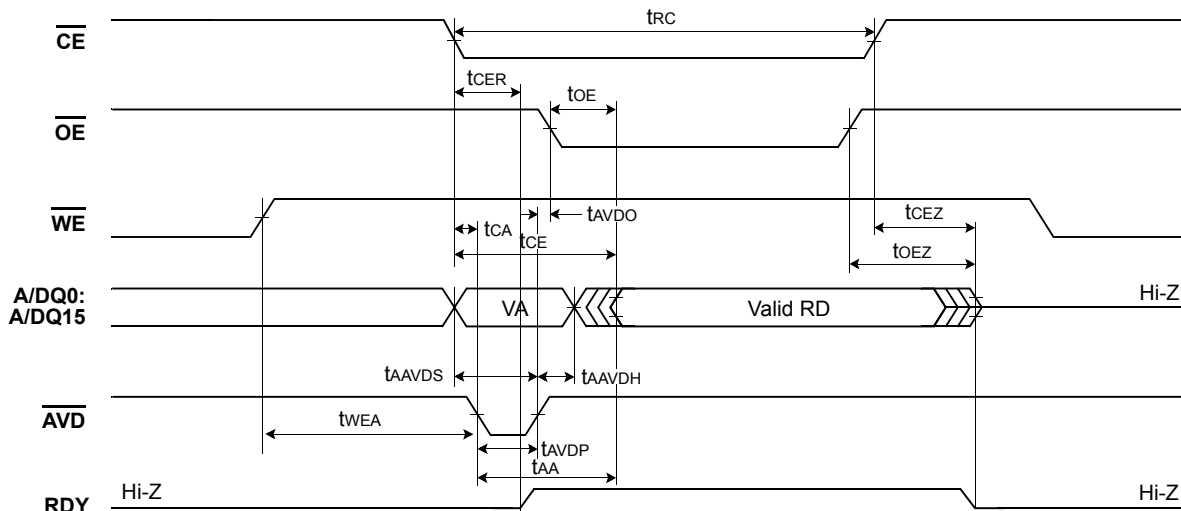 CE
tRC
tCER
OE
tOE
WE
tAVDO
tCA
tCE
tCEZ
tOEZ
A/DQ0:
A/DQ15
VA
Valid RD
Hi-Z
tAAVDS
tAAVDH
AVD
tWEA
tAVDP
tAA
RDY
Hi-Z
Hi-Z